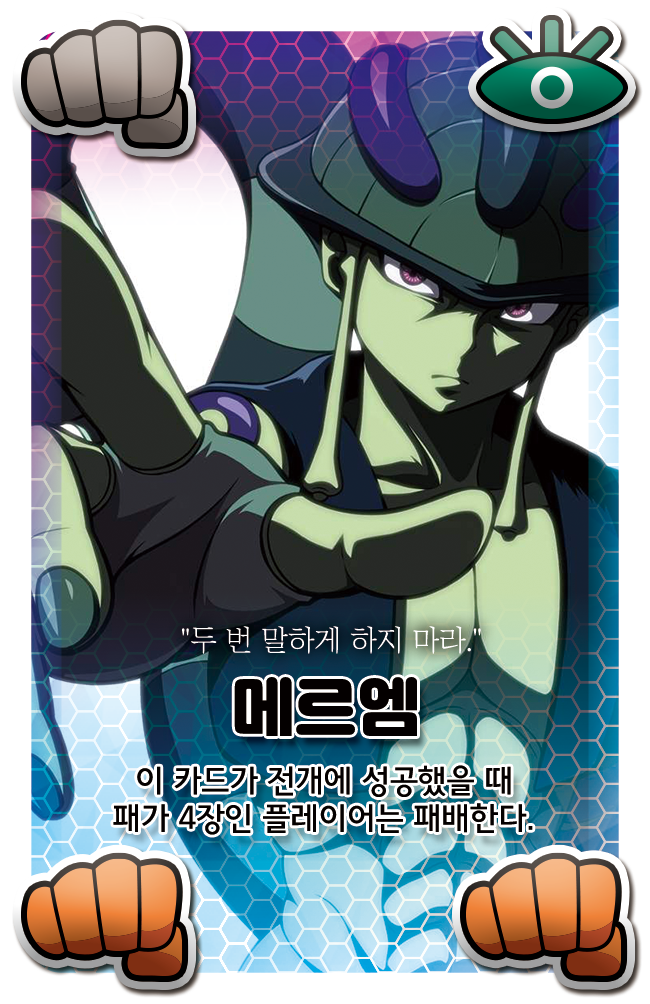 "두 번 말하게 하지 마라."
메르엠
이 카드가 전개에 성공했을 때
패가 4장인 플레이어는 패배한다.